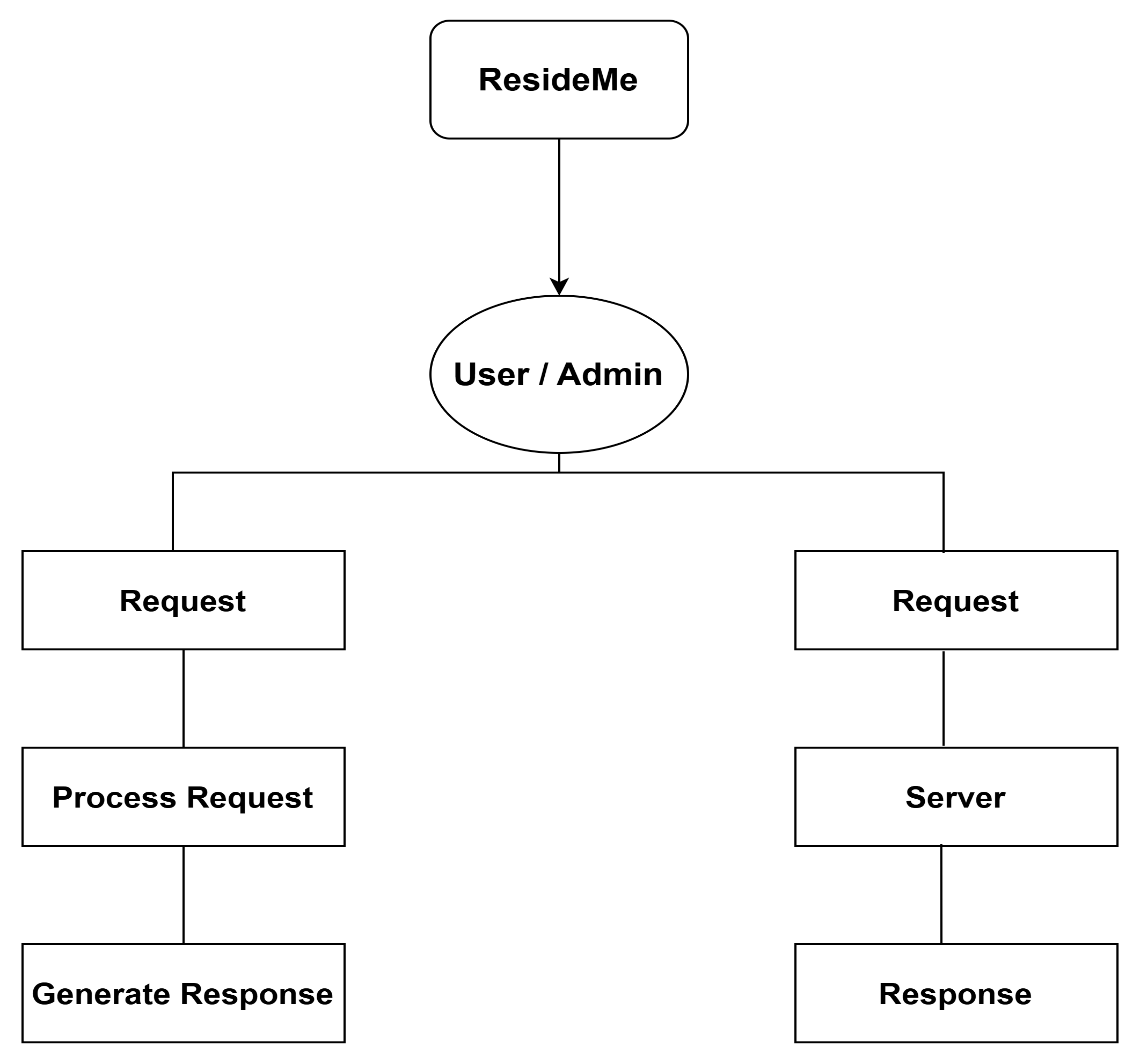 ResideMe
User / Admin
Request
Request
Process Request
Server
Generate Response
Response